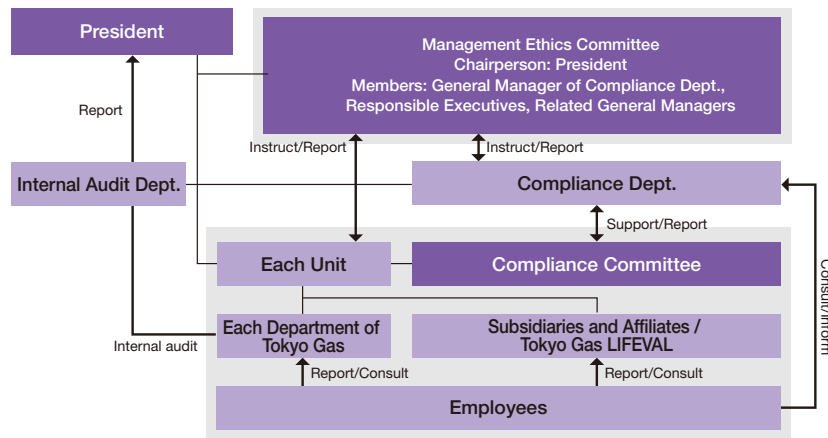 President
Management Ethics Committee
Chairperson: President
Members: General Manager of Compliance Dept.,
Responsible Executives, Related General Managers
Report
Instruct/Report
Instruct/Report
Internal Audit Dept.
Compliance Dept.
Support/Report
Each Unit
Compliance Committee
Consult/Inform
Each Department of
Tokyo Gas
Subsidiaries and Affiliates /
Tokyo Gas LIFEVAL
Internal audit
Report/Consult
Report/Consult
Employees